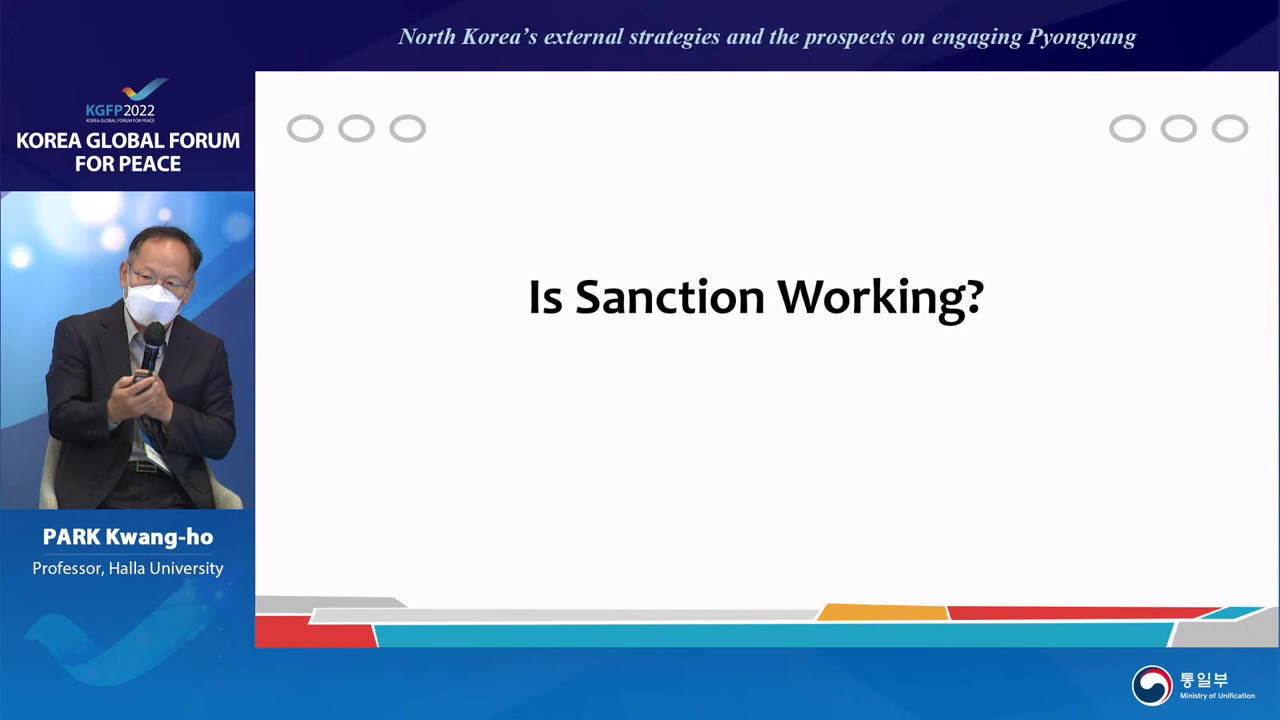 North Korea's external strategies and the prospects on engaging Pyongyang
KGFP2022
KOREA GLOBAL FORUM FOR PEACE
KOREA GLOBAL FORUM
FOR PEACE
Is Sanction Working?
PARK Kwang-ho
Professor, Halla University
통일부
Ministry of Unification